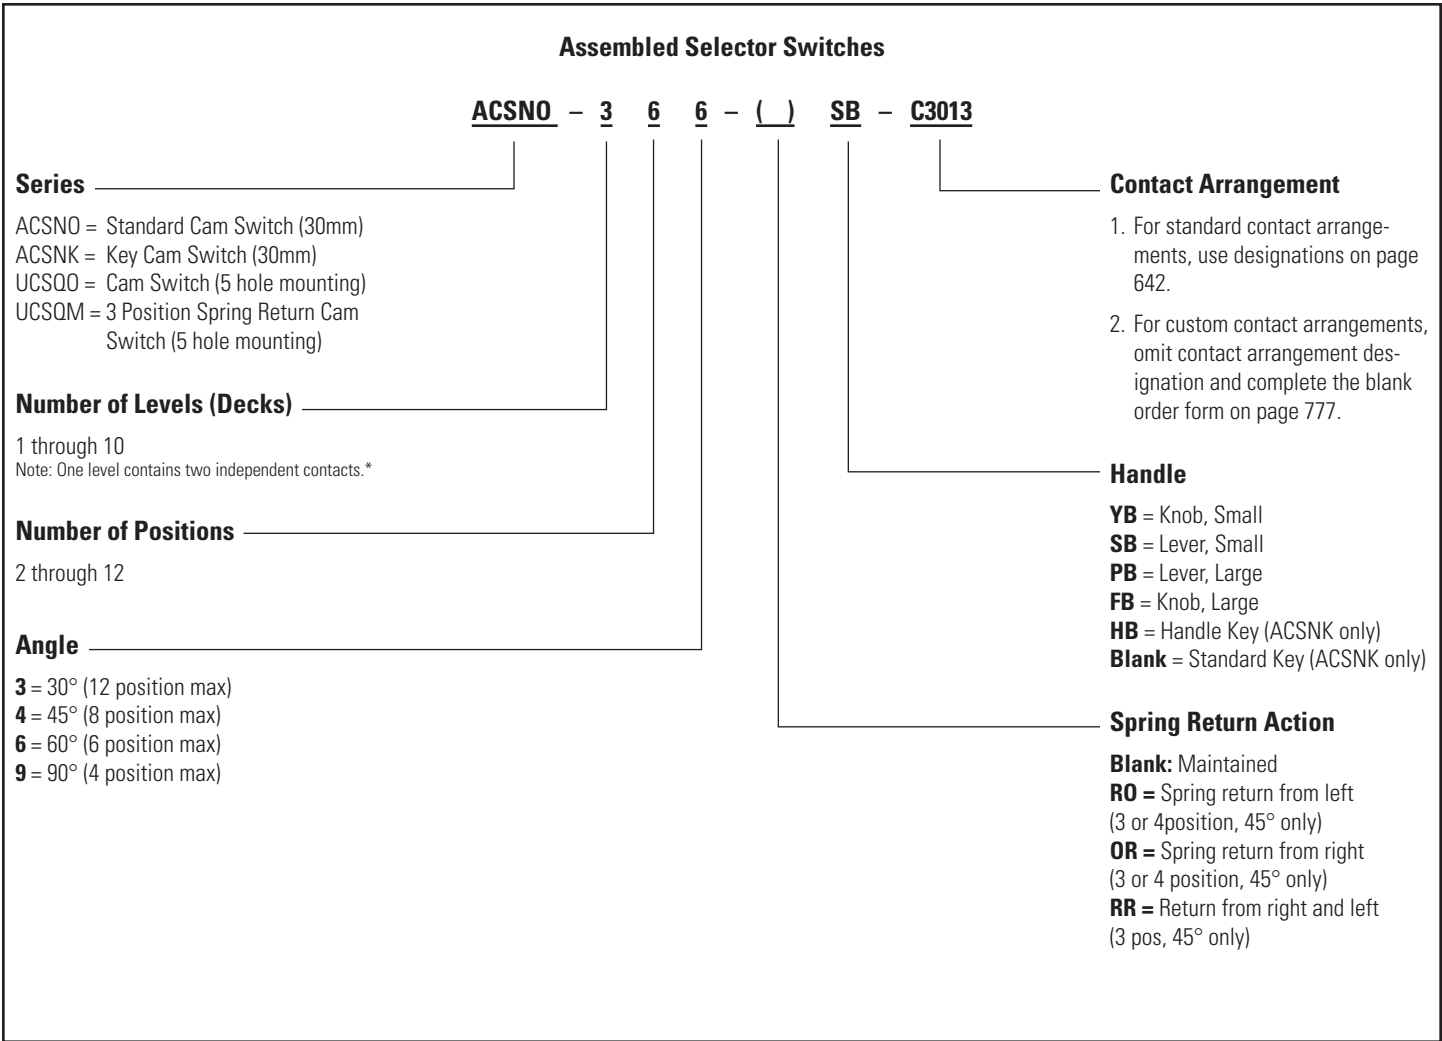 Assembled Selector Switches
ACSNO – 3 6 6 – ( ) SB – C3013
Series
ACSNO = Standard Cam Switch (30mm)
ACSNK = Key Cam Switch (30mm)
UCSQO = Cam Switch (5 hole mounting)
UCSQM = 3 Position Spring Return Cam
Switch (5 hole mounting)
Number of Levels (Decks)
1 through 10
Note: One level contains two independent contacts.*
Number of Positions
2 through 12
Angle
3 = 30° (12 position max)
4 = 45° (8 position max)
6 = 60° (6 position max)
9 = 90° (4 position max)
Contact Arrangement
1. For standard contact arrange-
ments, use designations on page
642.
2. For custom contact arrangements,
omit contact arrangement des-
ignation and complete the blank
order form on page 777.
Handle
YB = Knob, Small
SB = Lever, Small
PB = Lever, Large
FB = Knob, Large
HB = Handle Key (ACSNK only)
Blank = Standard Key (ACSNK only)
Spring Return Action
Blank: Maintained
RO = Spring return from left
(3 or 4position, 45° only)
OR = Spring return from right
(3 or 4 position, 45° only)
RR = Return from right and left
(3 pos, 45° only)